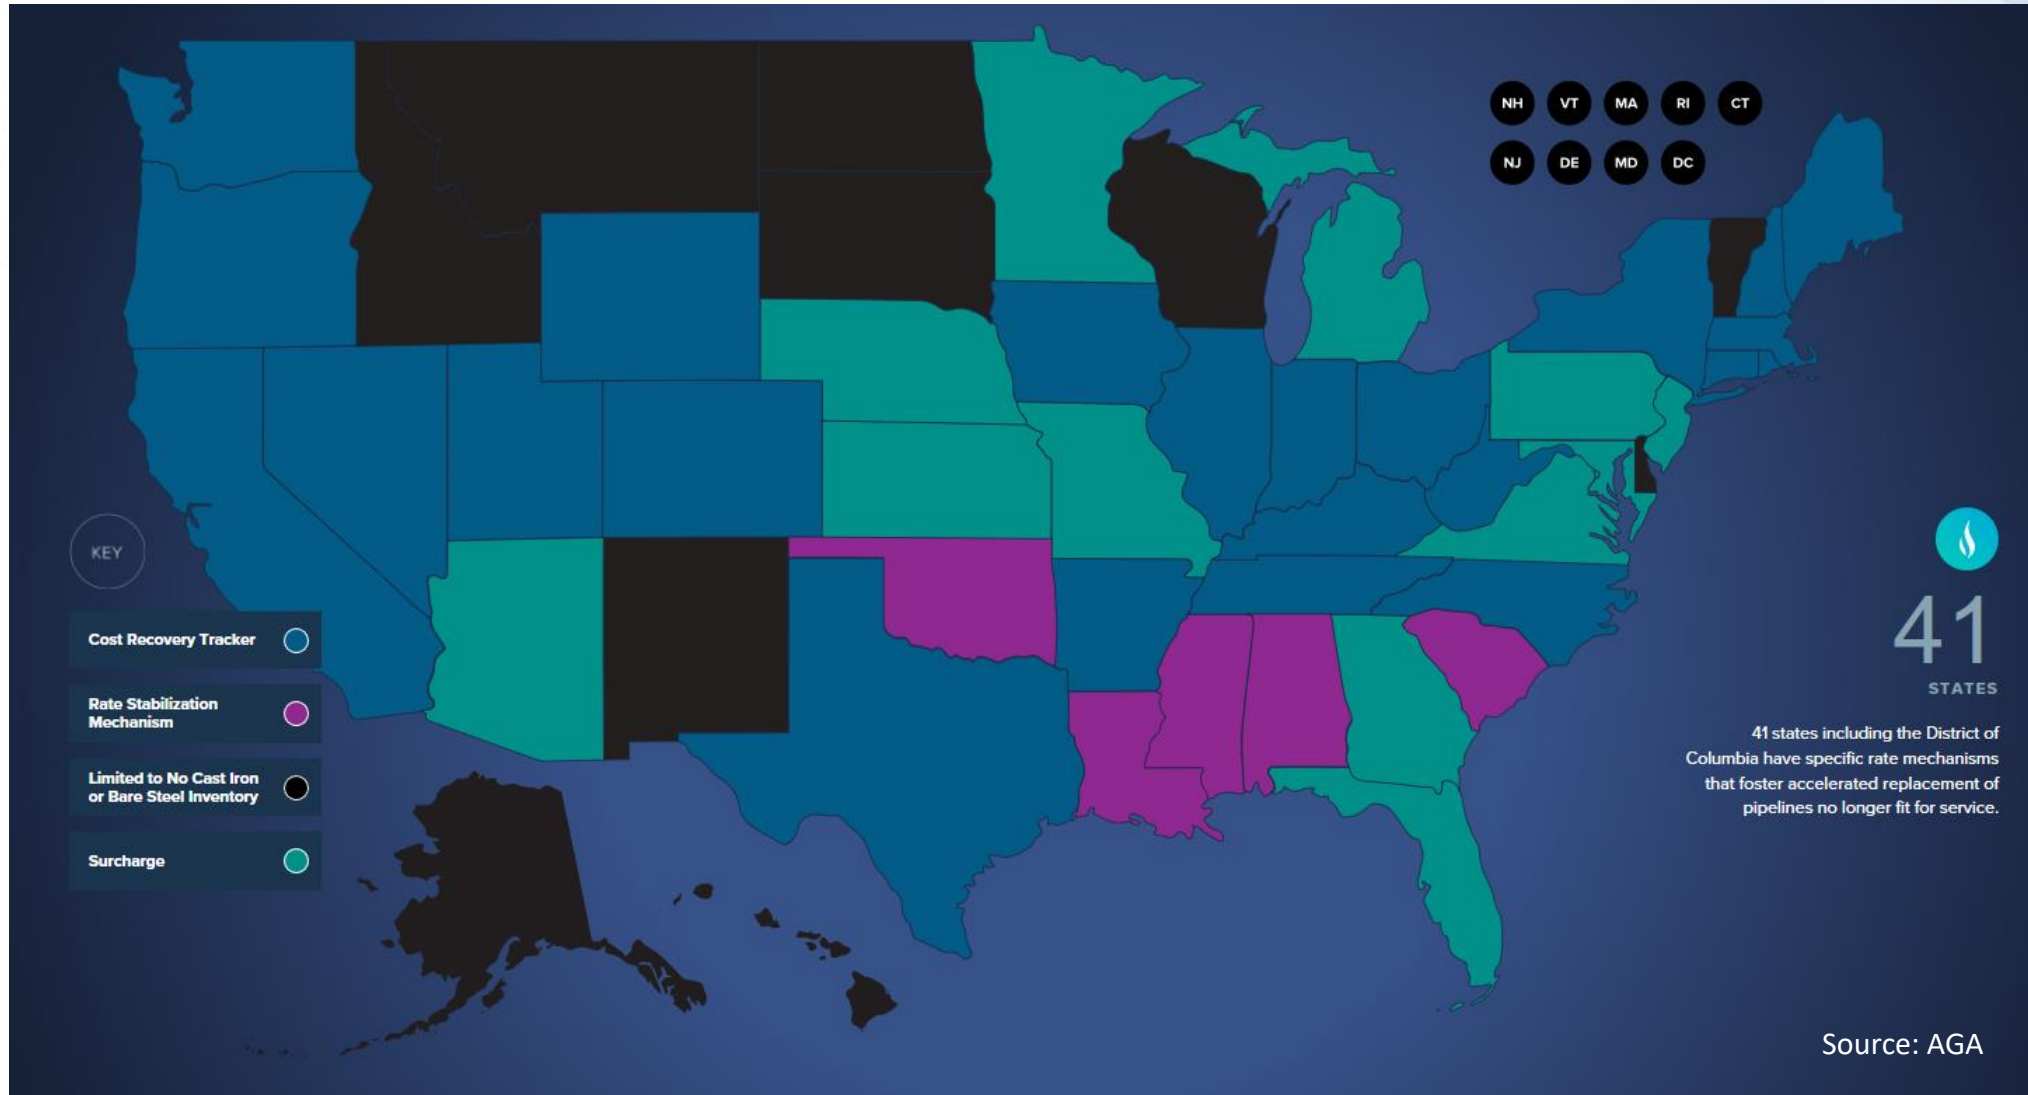 NH VT MA RI CT
NJ DE MD DC
KEY
Cost Recovery Tracker
Rate Stabilization
Mechanism
Limited to No Cast Iron
or Bare Steel Inventory
Surcharge
41
STATES
41 states including the District of
Columbia have specific rate mechanisms
that foster accelerated replacement of
pipelines no longer fit for service.
Source: AGA